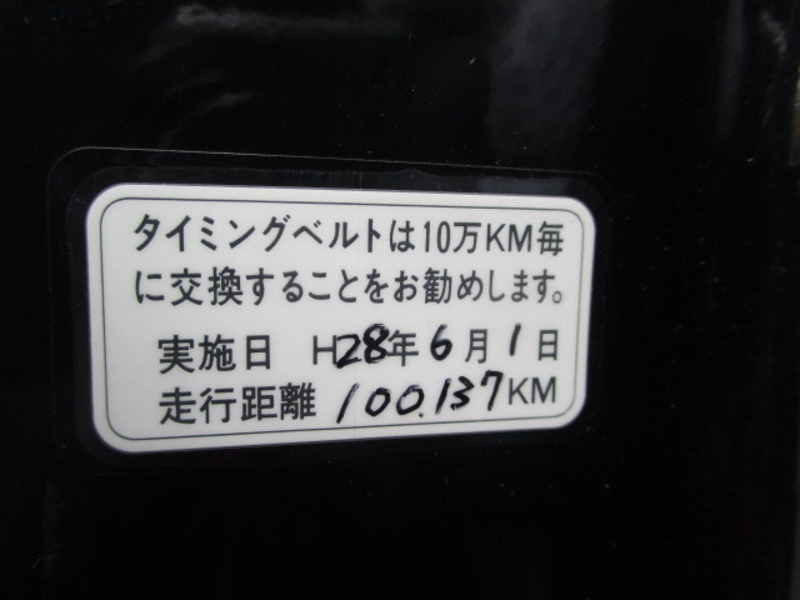 タイミングベルトは10万KM毎
に交換することをお勧めします。
実施日 H28年6月1日
走行距離 100.137KM